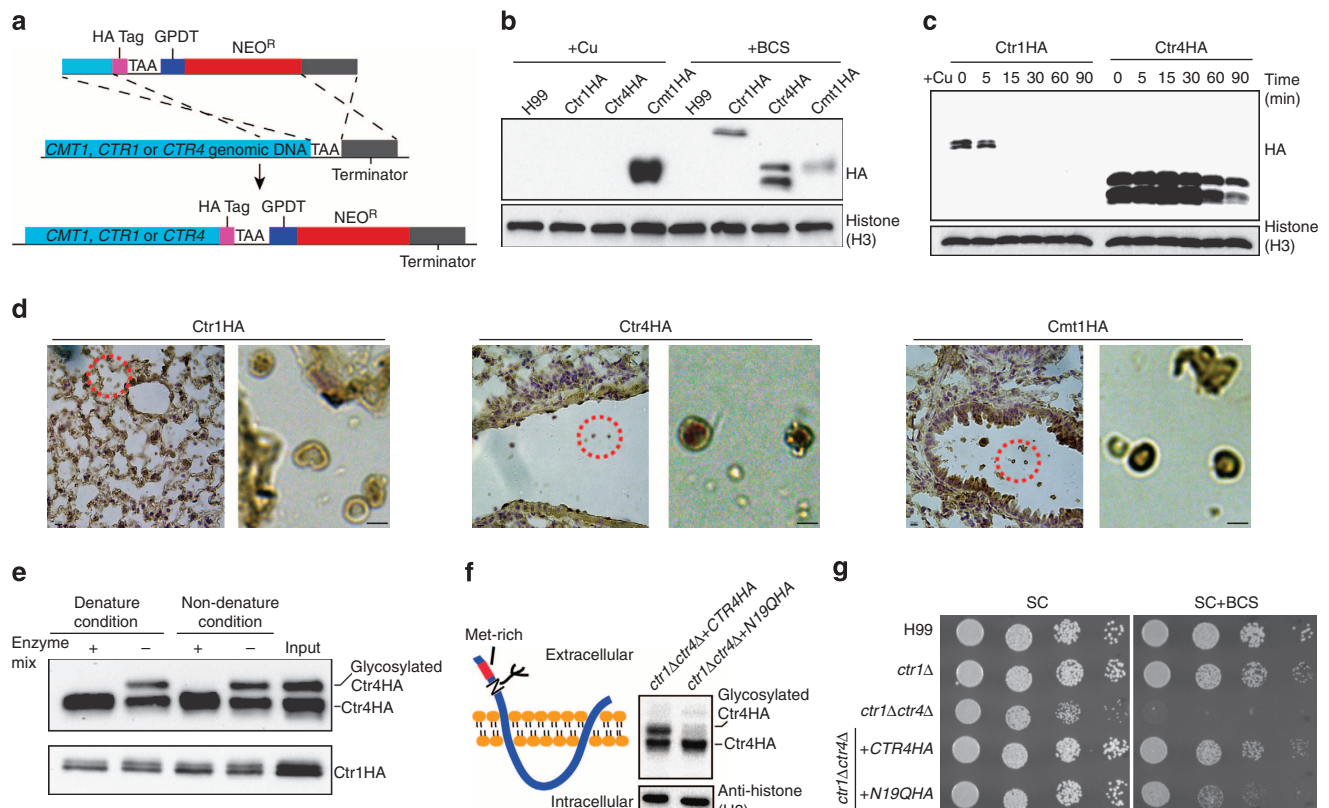 a
HA Tag GPDT
TAA
NEOR
CMT1, CTR1 or CTR4 genomic DNA TAA
Terminator
HA Tag GPDT
NEOR
CMT1, CTR1 or CTR4 TAA
Terminator
b
+Cu +BCS
H99 Ctr1HA Ctr4HA Cmt1HA H99 Ctr1HA Ctr4HA Cmt1HA
HA
Histone
(H3)
c
Ctr1HA Ctr4HA
+Cu 0 5 15 30 60 90 0 5 15 30 60 90 Time
(min)
HA
Histone
(H3)
d
Ctr1HA Ctr4HA Cmt1HA
e
Denature
condition
Non-denature
condition
Enzyme
mix
+ – + – Input
Glycosylated
Ctr4HA
Ctr4HA
Ctr1HA
f
Met-rich
Extracellular
N
Intracellular
ctr1Δctr4Δ+CTR4HA
ctr1Δctr4Δ+N19QHA
Glycosylated
Ctr4HA
Ctr4HA
Anti-histone
g
SC SC+BCS
H99
ctr1Δ
ctr1Δctr4Δ
ctr1Δctr4Δ
+CTR4HA
+N19QHA